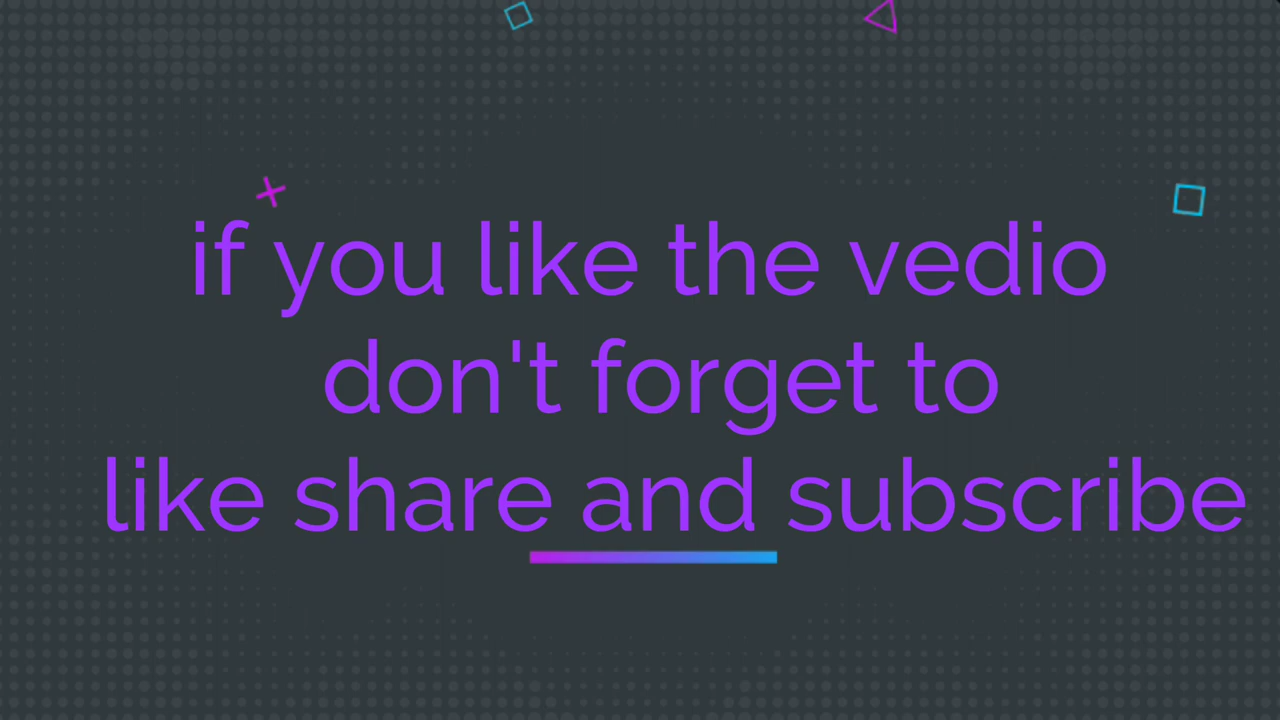 if you like the vedio
don't forget to
like share and subscribe